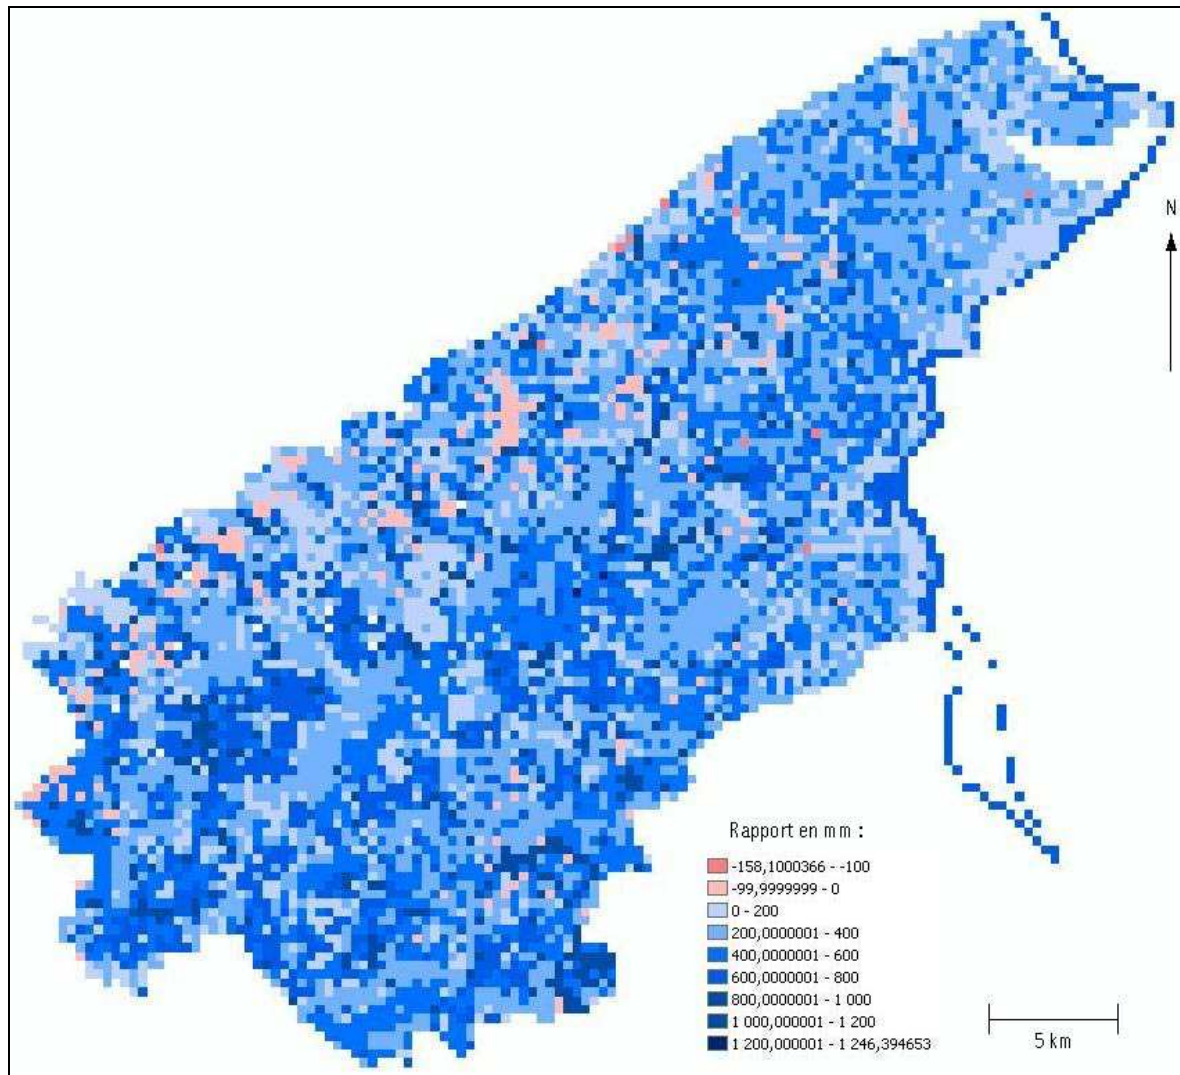 N
Rapport en mm :
-158,1000366 - -100
-99,9999999 - 0
0 - 200
200,0000001 - 400
400,0000001 - 600
600,0000001 - 800
800,0000001 - 1 000
1 000,000001 - 1 200
1 200,000001 - 1 246,394653
5 km